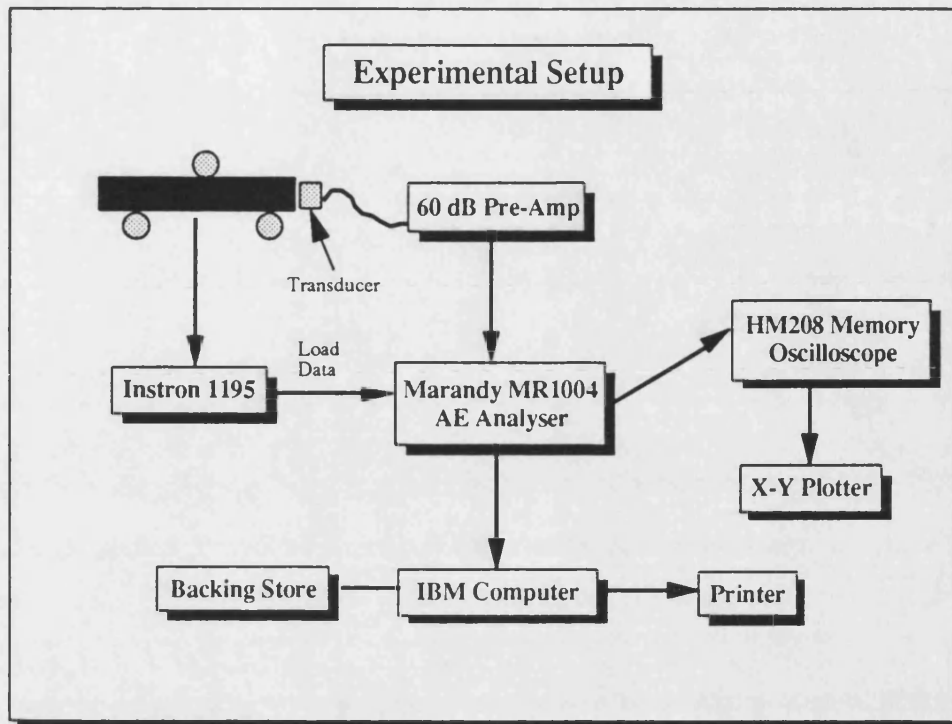 Experimental Setup
60 dB Pre-Amp
Transducer
HM208 Memory
Oscilloscope
Load
Data
Instron 1195
Marandy MR1004
AE Analyser
X-Y Plotter
Backing Store
IBM Computer
Printer